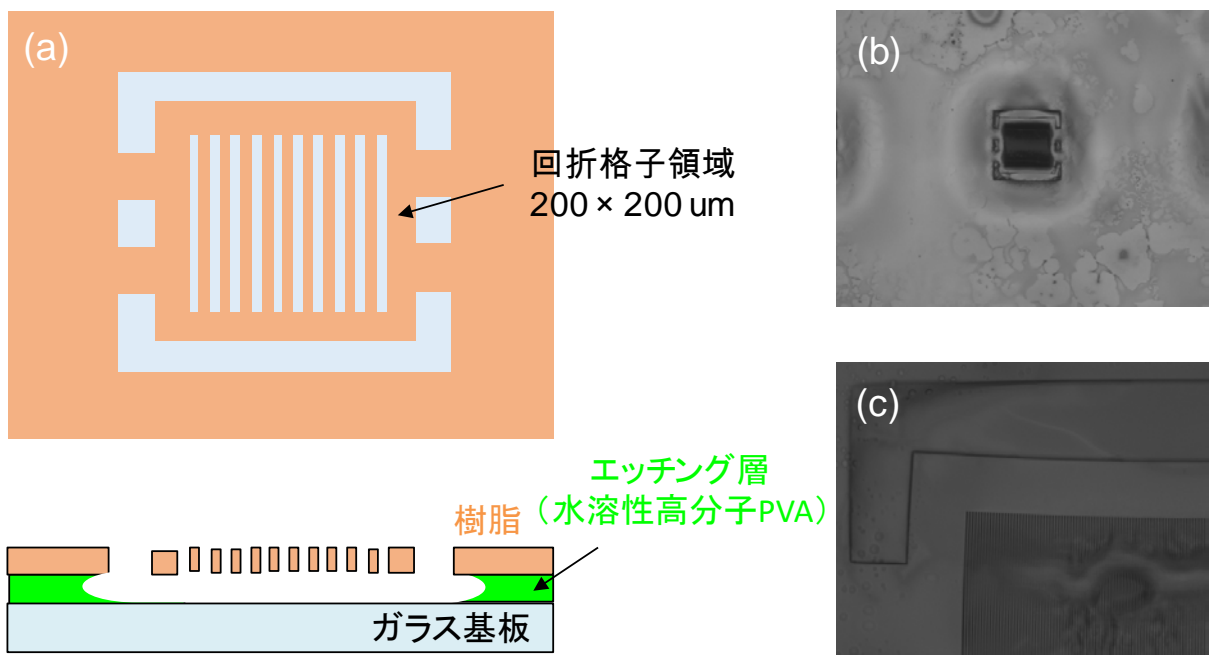 (a)
回折格子領域
200 × 200 um
(b)
(c)
エッチング層
（水溶性高分子PVA）
樹脂
ガラス基板